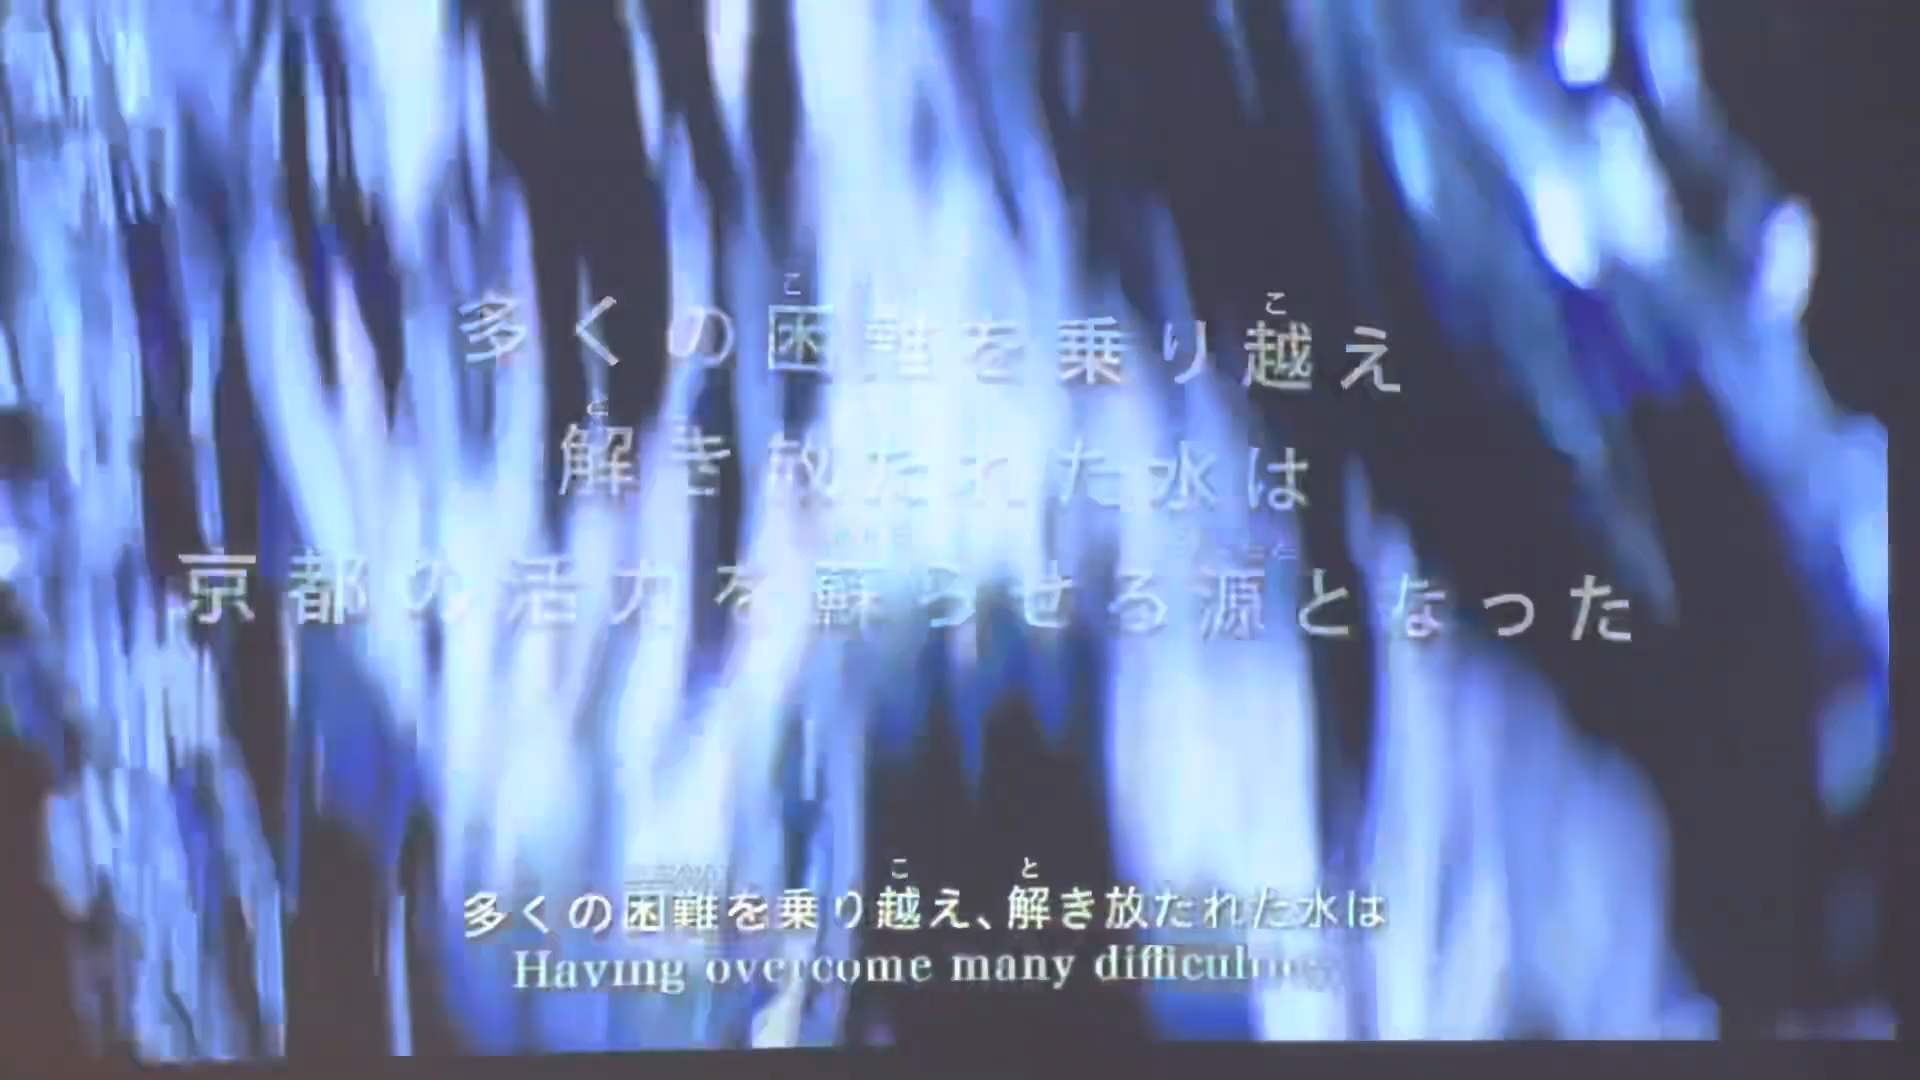 多くの困難を乗り越え
解き放たれた水は
京都の活力を蘇らせる源となった
多くの困難を乗り越え、解き放たれた水は
Having overcome many difficulties